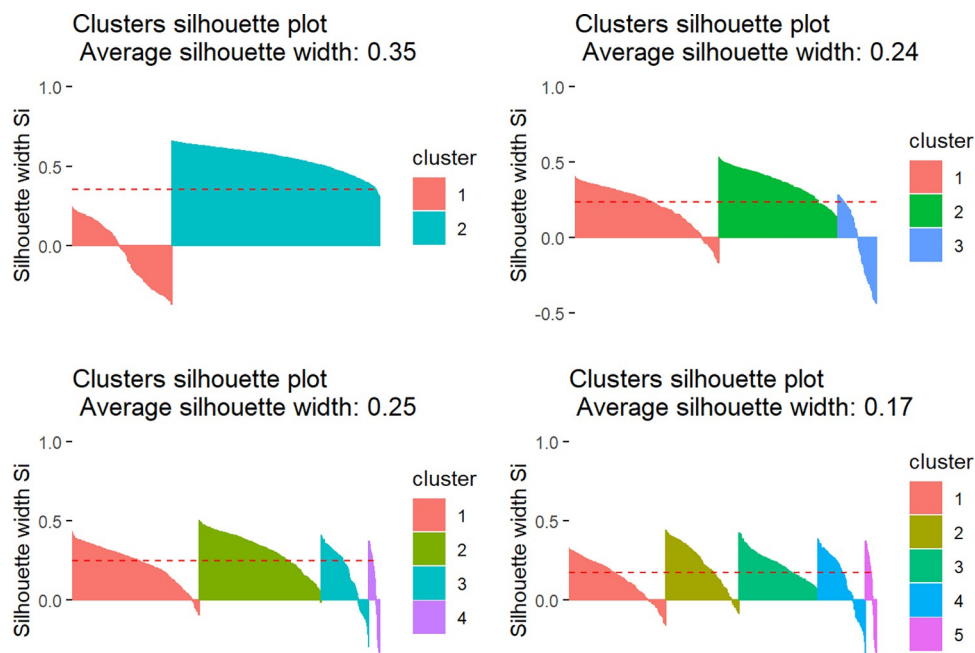 Clusters silhouette plot
Average silhouette width: 0.35
1.0
0.5
0.0
Silhouette width Si
cluster
1
2
Clusters silhouette plot
Average silhouette width: 0.24
1.0
0.5
0.0
-0.5
Silhouette width Si
cluster
1
2
3
Clusters silhouette plot
Average silhouette width: 0.25
1.0
0.5
0.0
Silhouette width Si
cluster
1
2
3
4
Clusters silhouette plot
Average silhouette width: 0.17
1.0
0.5
0.0
Silhouette width Si
cluster
1
2
3
4
5